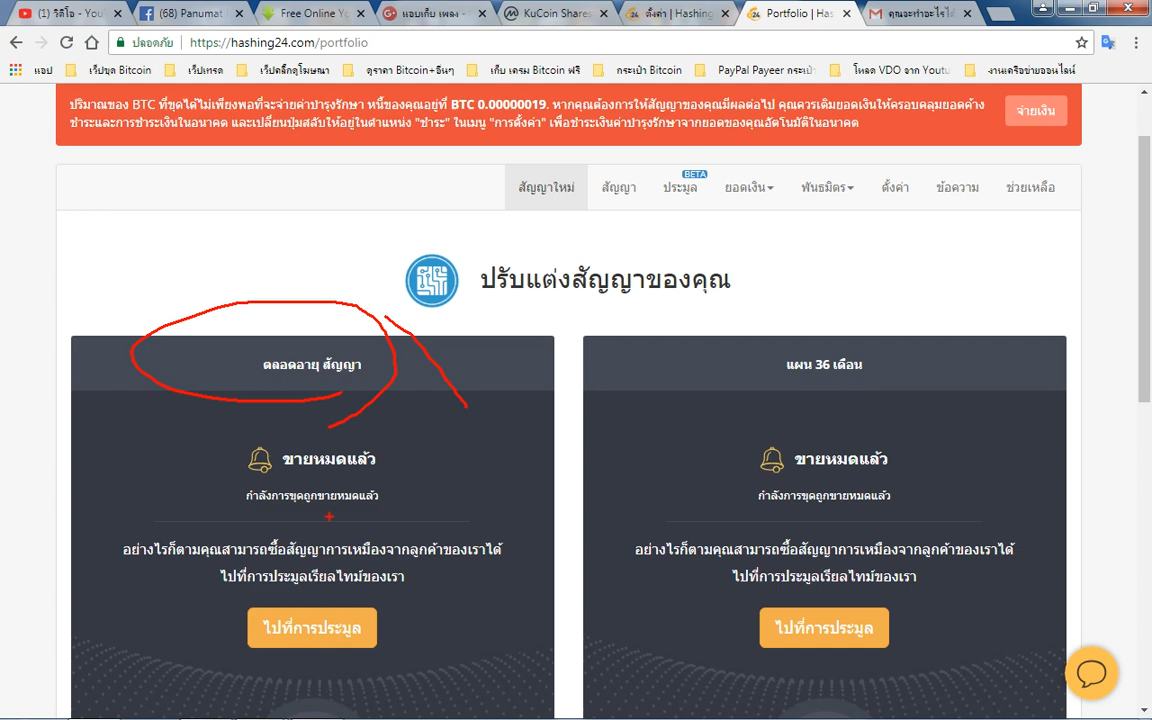 (1) วิดีโอ - You
(68) Panumat
Free Online Yo
แอบเก็บ เพลง -
KuCoin Shares
ตั้งค่า | Hashing
Portfolio | Has
คุณจะทำอะไรได้
ปลอดภัย
https://hashing24.com/portfolio
แอป
เว็ปขุด Bitcoin
เว็ปเทรด
เว็ปคลิ๊กดูโฆษณา
ดูราคา Bitcoin+อื่นๆ
เก็บ เครม Bitcoin ฟรี
กระเป๋า Bitcoin
PayPal Payeer กระเป๋
โหลด VDO จาก Youtu
งานเครือข่ายออนไลน์
ปริมาณของ BTC ที่ขุดได้ไม่เพียงพอที่จะจ่ายค่าบำรุงรักษา หนี้ของคุณอยู่ที่ BTC 0.00000019. หากคุณต้องการให้สัญญาของคุณมีผลต่อไป คุณควรเติมยอดเงินให้ครอบคลุมยอดค้าง
ชำระและการชำระเงินในอนาคต และเปลี่ยนปุ่มสลับให้อยู่ในตำแหน่ง "ชำระ" ในเมนู "การตั้งค่า" เพื่อชำระเงินค่าบำรุงรักษาจากยอดของคุณอัตโนมัติในอนาคต
จ่ายเงิน
สัญญาใหม่
สัญญา
ประมูล
BETA
ยอดเงิน
พันธมิตร
ตั้งค่า
ข้อความ
ช่วยเหลือ
24
ปรับแต่งสัญญาของคุณ
ตลอดอายุ สัญญา
ขายหมดแล้ว
กำลังการขุดถูกขายหมดแล้ว
อย่างไรก็ตามคุณสามารถซื้อสัญญาการเหมืองจากลูกค้าของเราได้
ไปที่การประมูลเรียลไทม์ของเรา
ไปที่การประมูล
แผน 36 เดือน
ขายหมดแล้ว
กำลังการขุดถูกขายหมดแล้ว
อย่างไรก็ตามคุณสามารถซื้อสัญญาการเหมืองจากลูกค้าของเราได้
ไปที่การประมูลเรียลไทม์ของเรา
ไปที่การประมูล